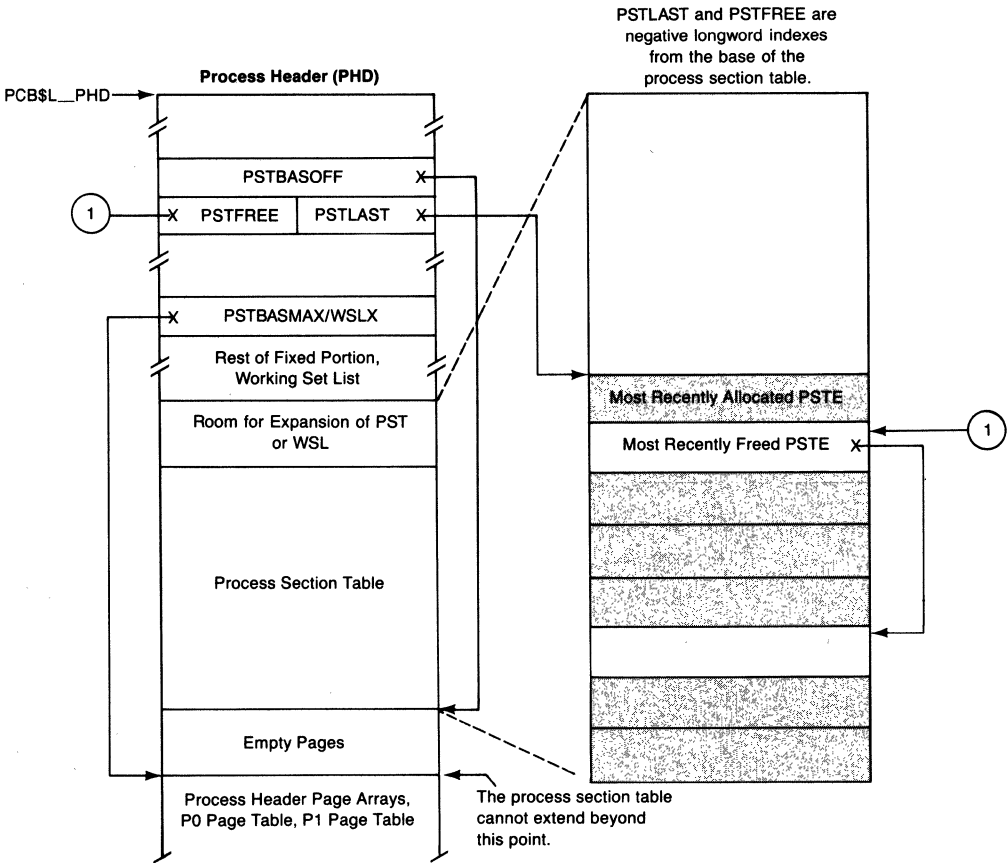 PSTLAST and PSTFREE are
negative longword indexes
from the base of the
process section table.
Process Header (PHD)
PCB$L__PHD
PSTBASOFF
1
PSTFREE
PSTLAST
PSTBASMAX/WSLX
Rest of Fixed Portion,
Working Set List
Room for Expansion of PST
or WSL
Process Section Table
Empty Pages
Process Header Page Arrays,
P0 Page Table, P1 Page Table
Most Recently Allocated PSTE
Most Recently Freed PSTE
1
The process section table
cannot extend beyond
this point.